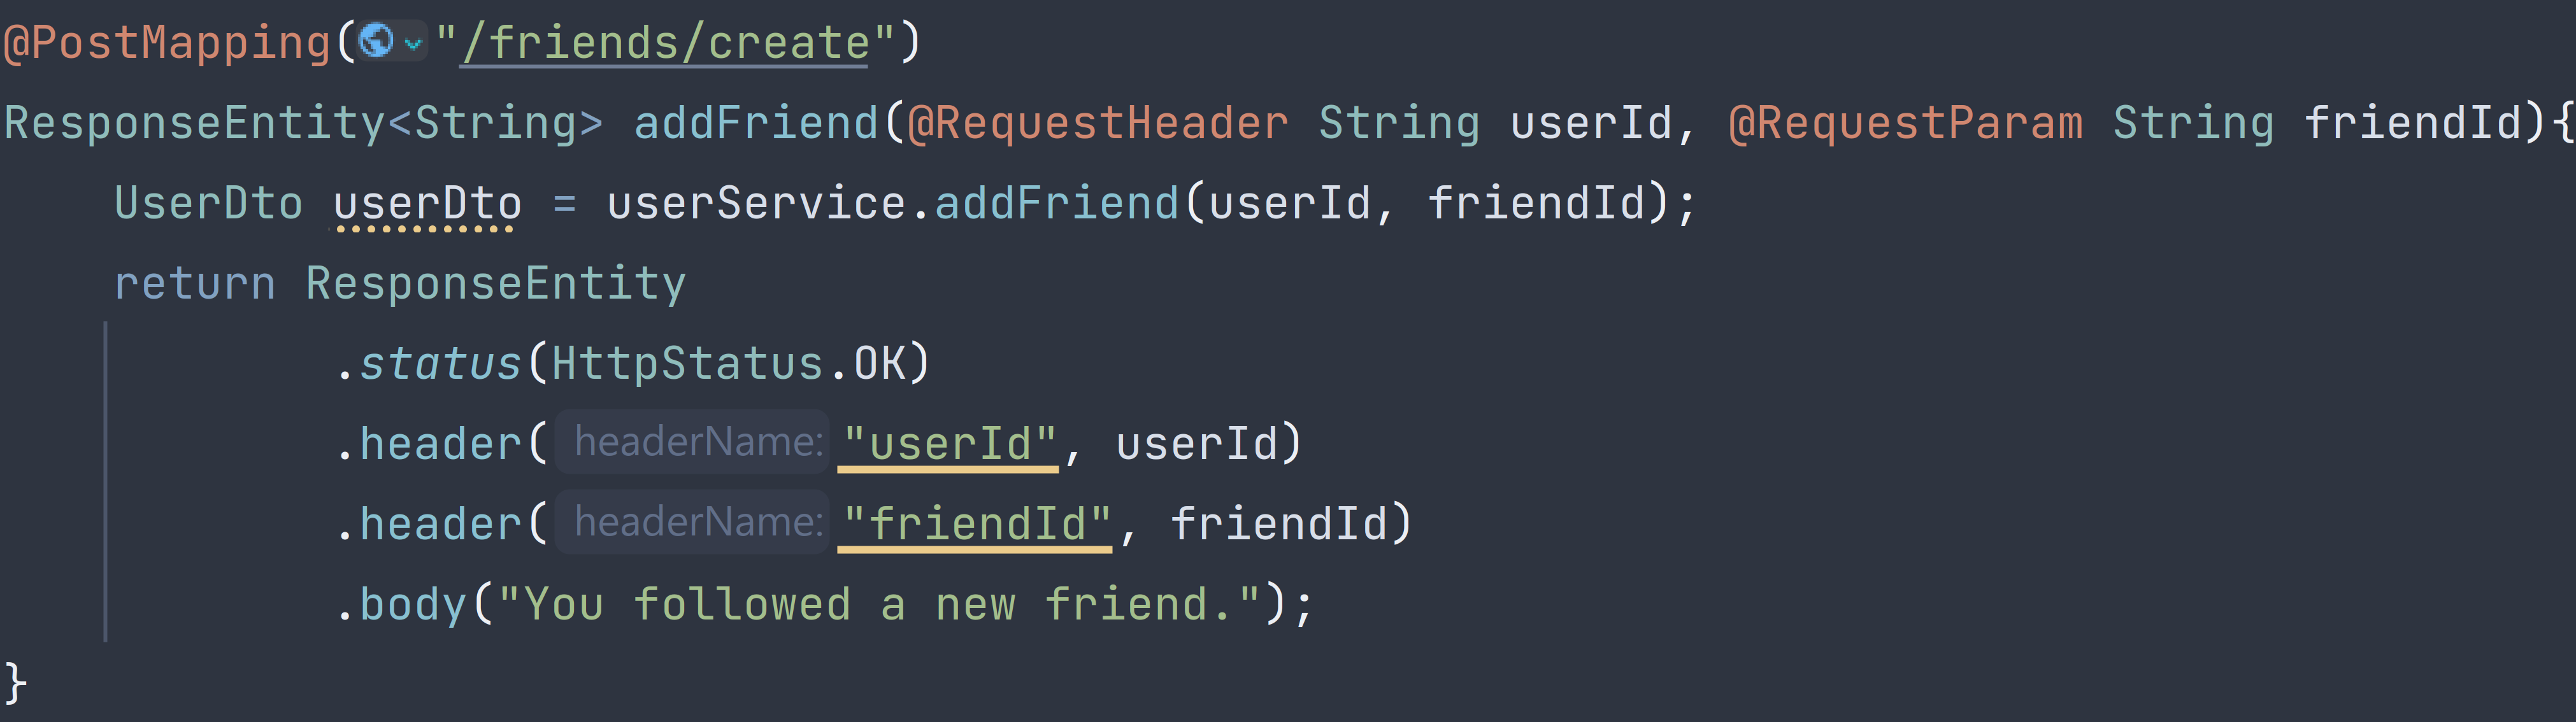 @PostMapping("/friends/create")
ResponseEntity<String> addFriend(@RequestHeader String userId, @RequestParam String friendId){
    UserDto userDto = userService.addFriend(userId, friendId);
    return ResponseEntity
            .status(HttpStatus.OK)
            .header( headerName: "userId", userId)
            .header( headerName: "friendId", friendId)
            .body("You followed a new friend.");
}